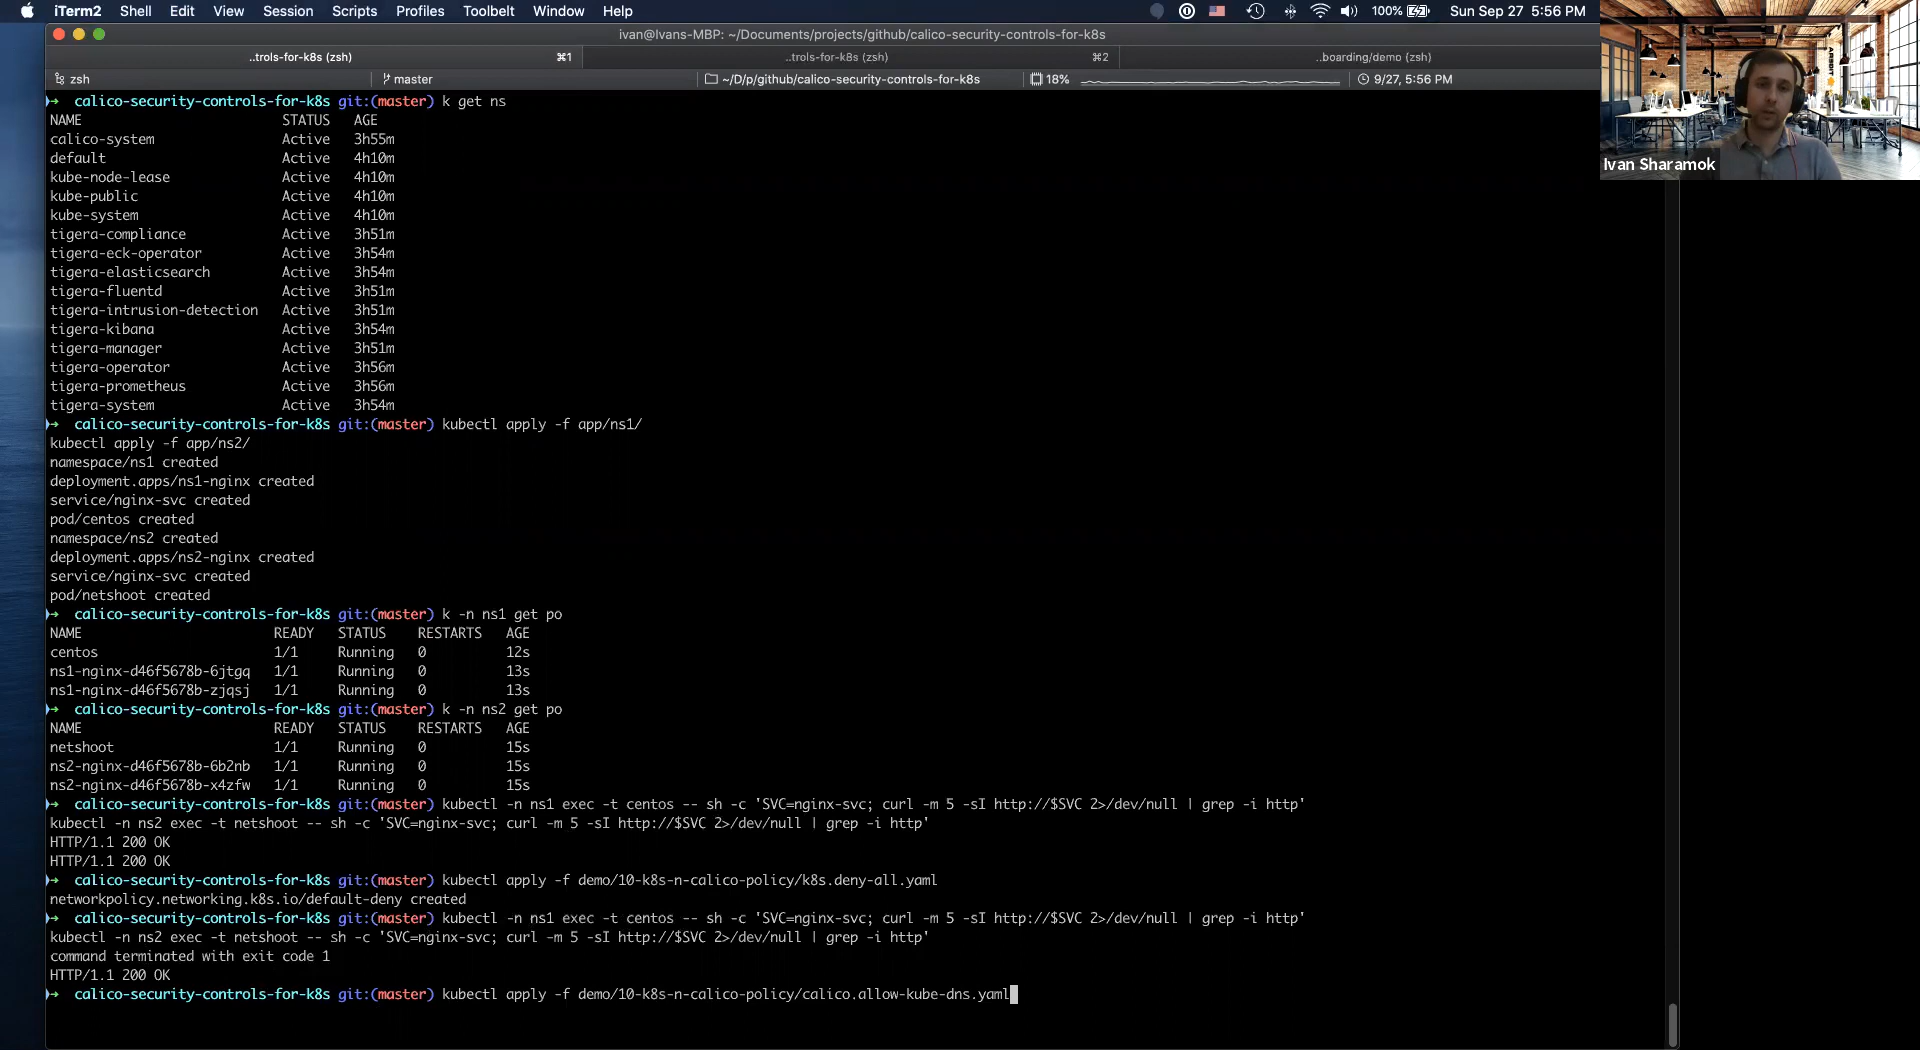 iTerm2 Shell Edit View Session Scripts Profiles Toolbelt Window Help 100% Sun Sep 27 5:56 PM
ivan@Ivans-MBP: ~/Documents/projects/github/calico-security-controls-for-k8s
..trols-for-k8s (zsh) ⌘1 ..trols-for-k8s (zsh) ⌘2 ..boarding/demo (zsh)
zsh master ~/D/p/github/calico-security-controls-for-k8s 18% 9/27, 5:56 PM
Ivan Sharamok
➜ calico-security-controls-for-k8s git:(master) k get ns
NAME STATUS AGE
calico-system Active 3h55m
default Active 4h10m
kube-node-lease Active 4h10m
kube-public Active 4h10m
kube-system Active 4h10m
tigera-compliance Active 3h51m
tigera-eck-operator Active 3h54m
tigera-elasticsearch Active 3h54m
tigera-fluentd Active 3h51m
tigera-intrusion-detection Active 3h51m
tigera-kibana Active 3h54m
tigera-manager Active 3h51m
tigera-operator Active 3h56m
tigera-prometheus Active 3h56m
tigera-system Active 3h54m
➜ calico-security-controls-for-k8s git:(master) kubectl apply -f app/ns1/
kubectl apply -f app/ns2/
namespace/ns1 created
deployment.apps/ns1-nginx created
service/nginx-svc created
pod/centos created
namespace/ns2 created
deployment.apps/ns2-nginx created
service/nginx-svc created
pod/netshoot created
➜ calico-security-controls-for-k8s git:(master) k -n ns1 get po
NAME READY STATUS RESTARTS AGE
centos 1/1 Running 0 12s
ns1-nginx-d46f5678b-6jtgq 1/1 Running 0 13s
ns1-nginx-d46f5678b-zjqsj 1/1 Running 0 13s
➜ calico-security-controls-for-k8s git:(master) k -n ns2 get po
NAME READY STATUS RESTARTS AGE
netshoot 1/1 Running 0 15s
ns2-nginx-d46f5678b-6b2nb 1/1 Running 0 15s
ns2-nginx-d46f5678b-x4zfw 1/1 Running 0 15s
➜ calico-security-controls-for-k8s git:(master) kubectl -n ns1 exec -t centos -- sh -c 'SVC=nginx-svc; curl -m 5 -sI http://$SVC 2>/dev/null | grep -i http'
kubectl -n ns2 exec -t netshoot -- sh -c 'SVC=nginx-svc; curl -m 5 -sI http://$SVC 2>/dev/null | grep -i http'
HTTP/1.1 200 OK
HTTP/1.1 200 OK
➜ calico-security-controls-for-k8s git:(master) kubectl apply -f demo/10-k8s-n-calico-policy/k8s.deny-all.yaml
networkpolicy.networking.k8s.io/default-deny created
➜ calico-security-controls-for-k8s git:(master) kubectl -n ns1 exec -t centos -- sh -c 'SVC=nginx-svc; curl -m 5 -sI http://$SVC 2>/dev/null | grep -i http'
kubectl -n ns2 exec -t netshoot -- sh -c 'SVC=nginx-svc; curl -m 5 -sI http://$SVC 2>/dev/null | grep -i http'
command terminated with exit code 1
HTTP/1.1 200 OK
➜ calico-security-controls-for-k8s git:(master) kubectl apply -f demo/10-k8s-n-calico-policy/calico.allow-kube-dns.yaml